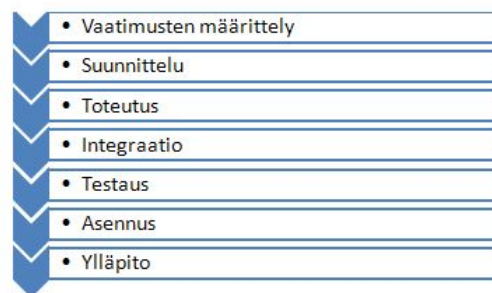 • Vaatimusten määrittely
• Suunnittelu
• Toteutus
• Integraatio
• Testaus
• Asennus
• Ylläpito